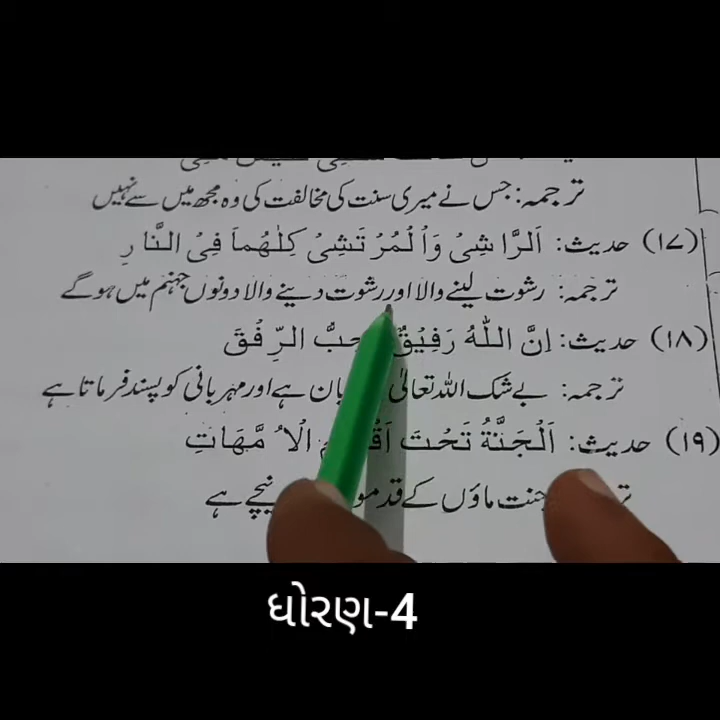 ترجمہ: جس نے میری سنت کی مخالفت کی وہ مجھ میں سے نہیں
(۱۷) حدیث: اَلرَّاشِیْ وَالْمُرْتَشِیْ کِلٰھُمَا فِیْ النَّارِ
ترجمہ: رشوت لینے والا اور رشوت دینے والا دونوں جہنم میں ہوگے
(۱۸) حدیث: اِنَّ اللّٰہَ رَفِیْقٌ حِبُّ الرِّفْقَ
ترجمہ: بے شک اللہ تعالیٰ بان ہے اور مہربانی کو پسند فرماتا ہے
(۱۹) حدیث: اَلْجَنَّۃُ تَحْتَ الْاُمَّھَاتِ
جنت ماؤں کے نیچے ہے
ધોરણ-4